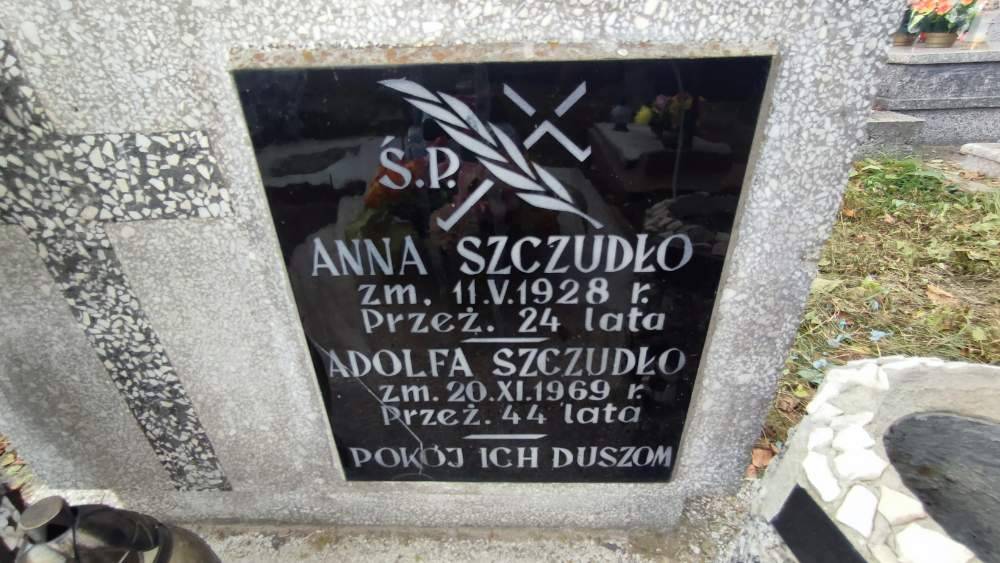 Ś.P.
ANNA SZCZUDŁO
zm. 11.V.1928 r.
Przeż. 24 lata
ADOLFA SZCZUDŁO
zm. 20.XI.1969 r.
Przeż. 44 lata
POKÓJ ICH DUSZOM